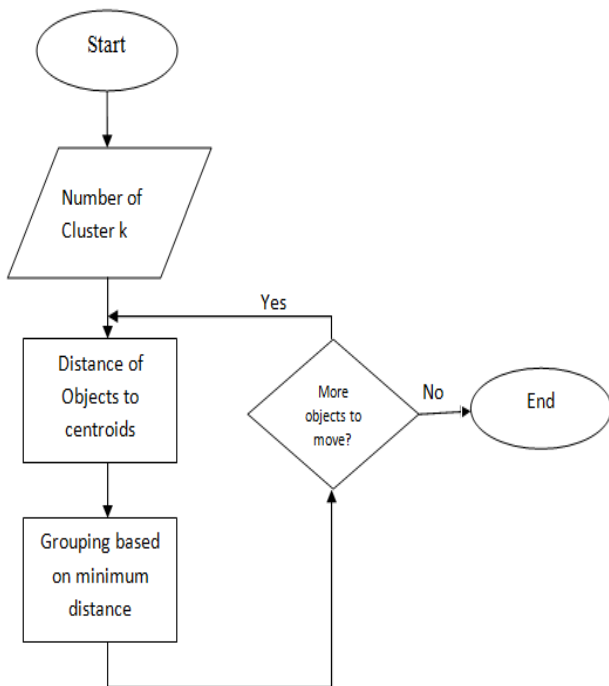 Start
Number of
Cluster k
Yes
Distance of
Objects to
centroids
More
objects to
move?
No
End
Grouping based
on minimum
distance